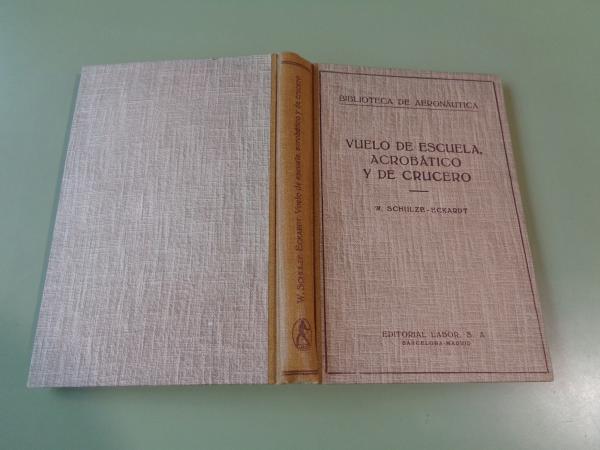 BIBLIOTECA DE AERONÁUTICA
VUELO DE ESCUELA,
ACROBÁTICO
Y DE CRUCERO
W. SCHULZE-ECKARDT
EDITORIAL LABOR, S. A.
BARCELONA-MADRID
W. SCHULZE ECKARDT Vuelo de escuela, acrobático y de crucero